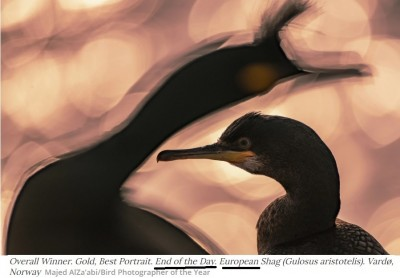 Overall Winner. Gold, Best Portrait. End of the Day. European Shag (Gulosus aristotelis). Vardø,
Norway Majed AlZa'abi/Bird Photographer of the Year